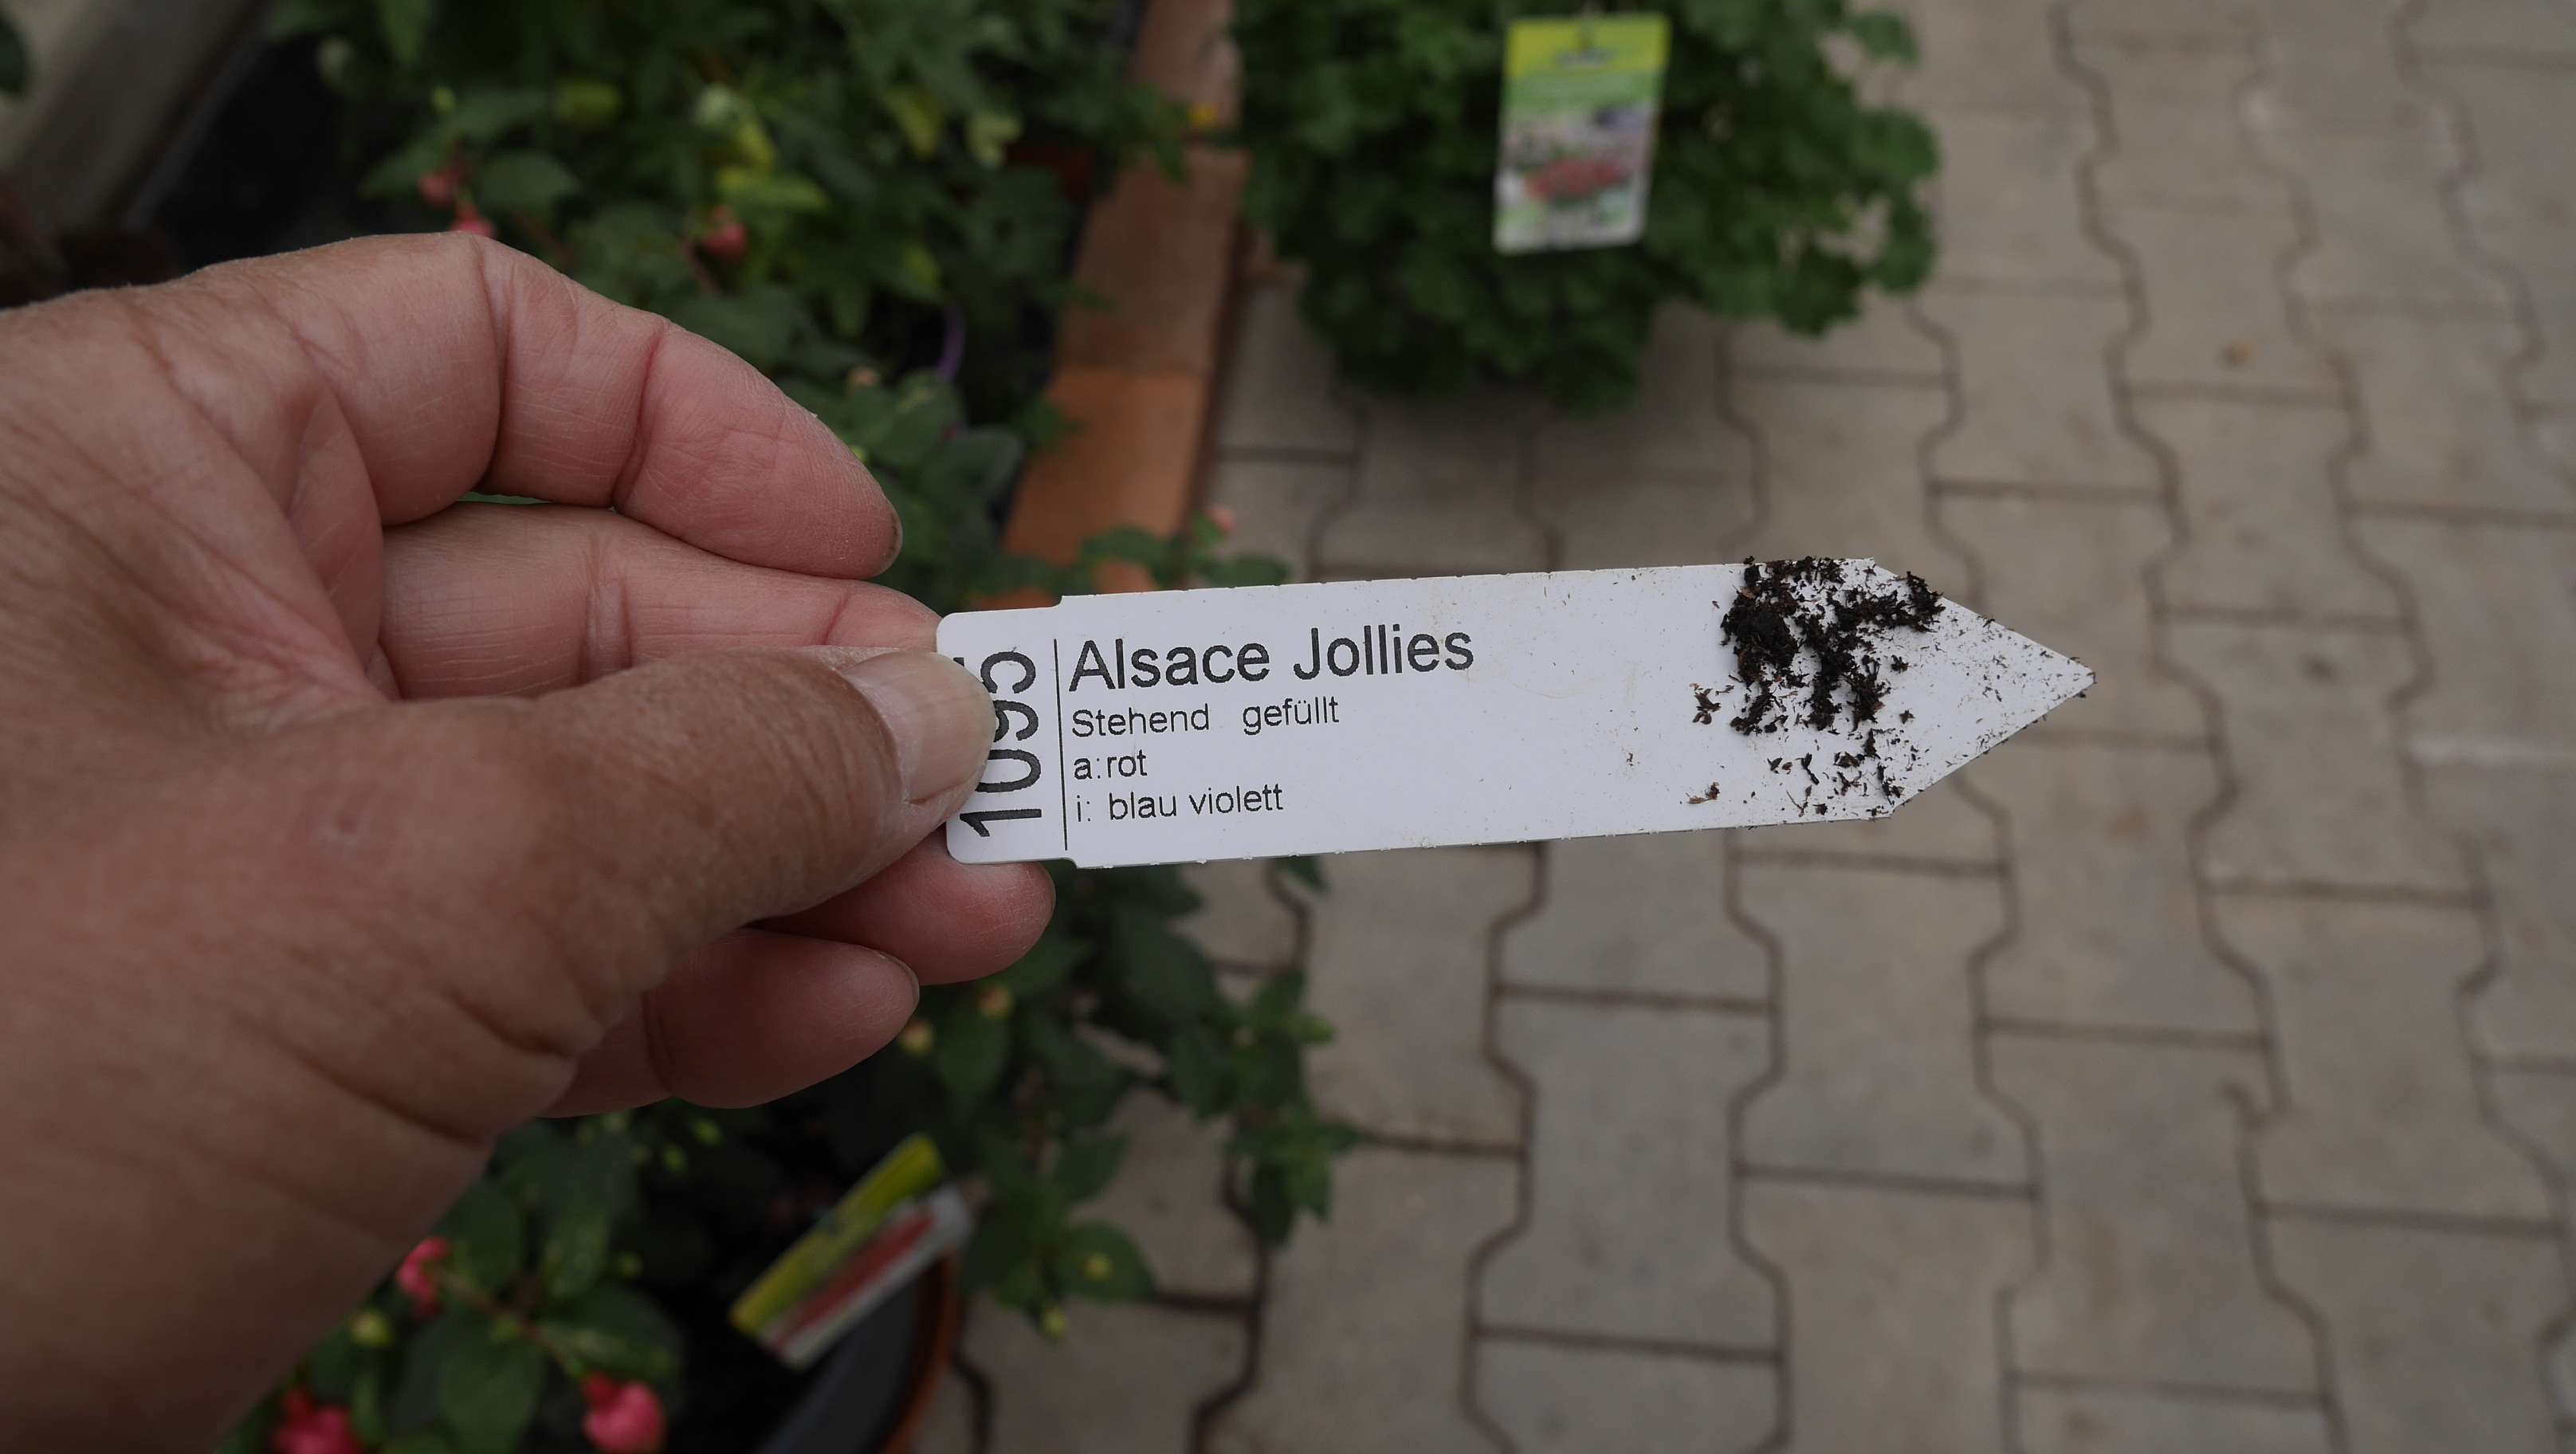 1095
Alsace Jollies
Stehend gefüllt
a:rot
i: blau violett